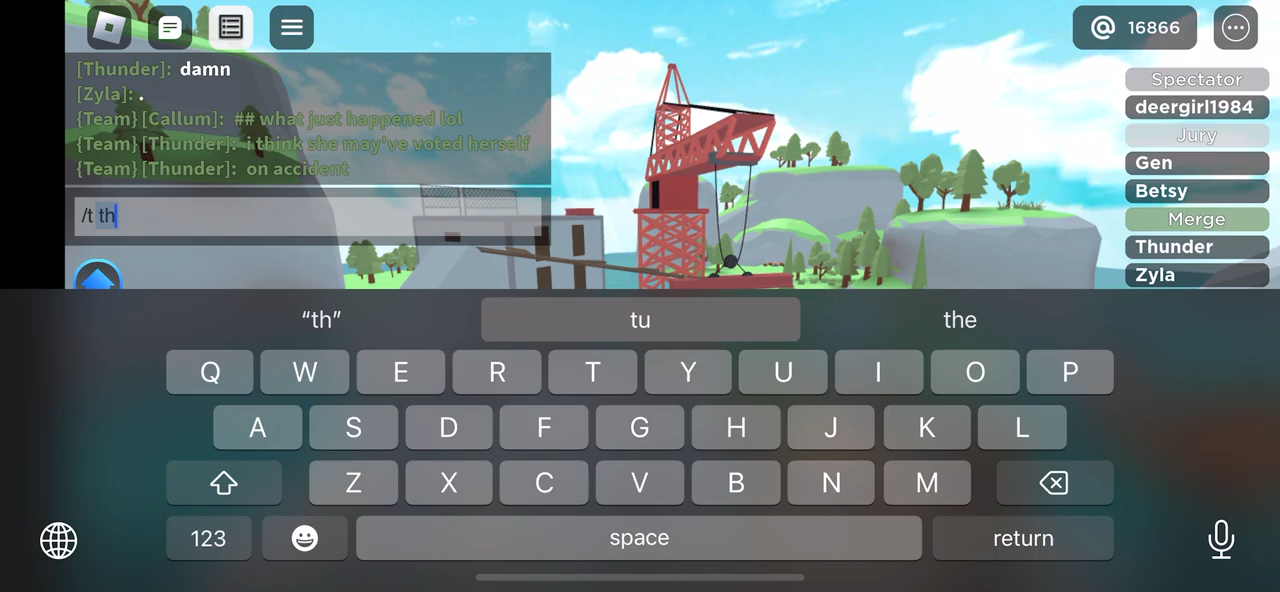 16866
[Thunder]: damn
[Zyla]: .
{Team} [Callum]: ## what just happened lol
{Team} [Thunder]: i think she may've voted herself
{Team} [Thunder]: on accident
/t th
Spectator
deergirl1984
Jury
Gen
Betsy
Merge
Thunder
Zyla
“th” tu the
Q W E R T Y U I O P
A S D F G H J K L
Z X C V B N M
123 space return